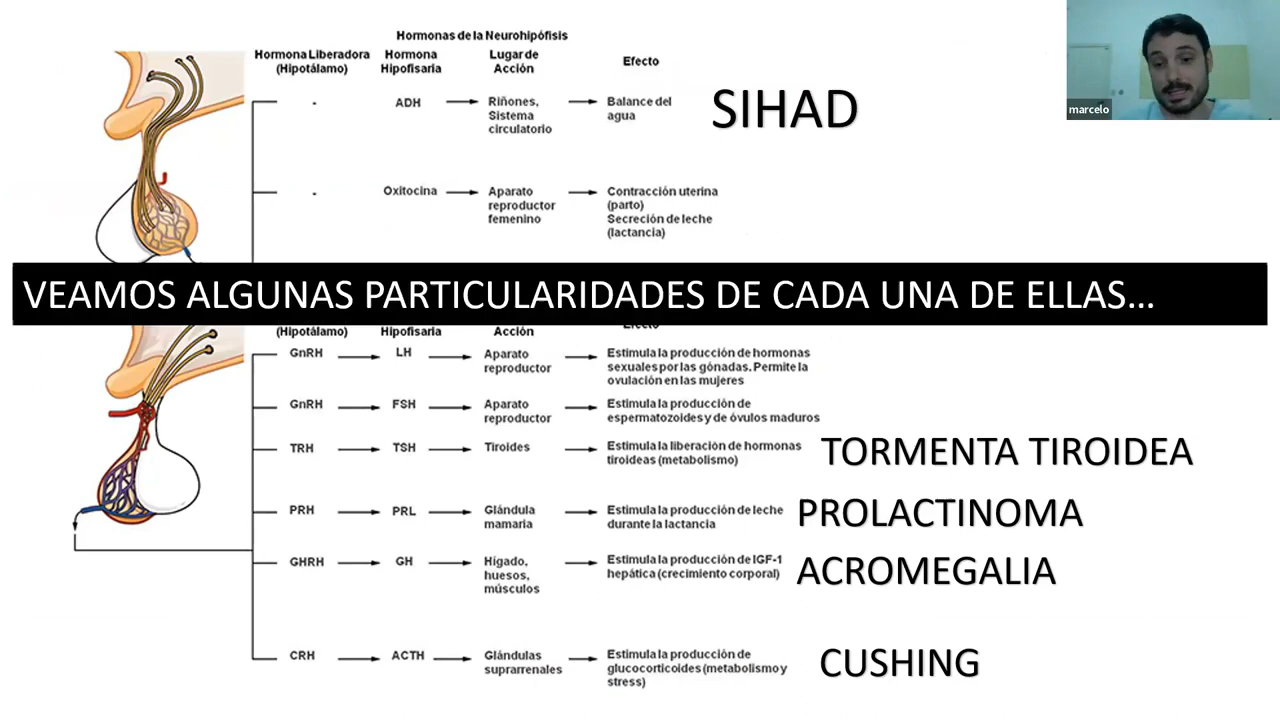 Hormonas de la Neurohipófisis
Hormona Liberadora
(Hipotálamo)
Hormona
Hipofisaria
Lugar de
Acción
Efecto
-
ADH
Riñones,
Sistema
circulatorio
Balance del
agua
SIHAD
-
Oxitocina
Aparato
reproductor
femenino
Contracción uterina
(parto)
Secreción de leche
(lactancia)
marcelo
VEAMOS ALGUNAS PARTICULARIDADES DE CADA UNA DE ELLAS...
(Hipotálamo)
Hipofisaria
Acción
Efecto
GnRH
LH
Aparato
reproductor
Estimula la producción de hormonas
sexuales por las gónadas. Permite la
ovulación en las mujeres
GnRH
FSH
Aparato
reproductor
Estimula la producción de
espermatozoides y de óvulos maduros
TRH
TSH
Tiroides
Estimula la liberación de hormonas
tiroideas (metabolismo)
TORMENTA TIROIDEA
PRH
PRL
Glándula
mamaria
Estimula la producción de leche
durante la lactancia
PROLACTINOMA
GHRH
GH
Hígado,
huesos,
músculos
Estimula la producción de IGF-1
hepática (crecimiento corporal)
ACROMEGALIA
CRH
ACTH
Glándulas
suprarrenales
Estimula la producción de
glucocorticoides (metabolismo y
stress)
CUSHING